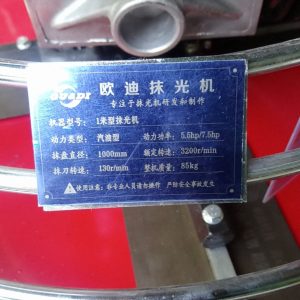 OUADI 欧迪抹光机
专注于抹光机研发和制作
机器型号: 1米型抹光机
动力类型: 汽油型 动力功率: 5.5hp/7.5hp
抹盘直径: 1000mm 额定转速: 3200r/min
抹刀转速: 130r/min 整机质量: 85kg
使用注意: 非专业人员请勿操作 严防安全事故发生